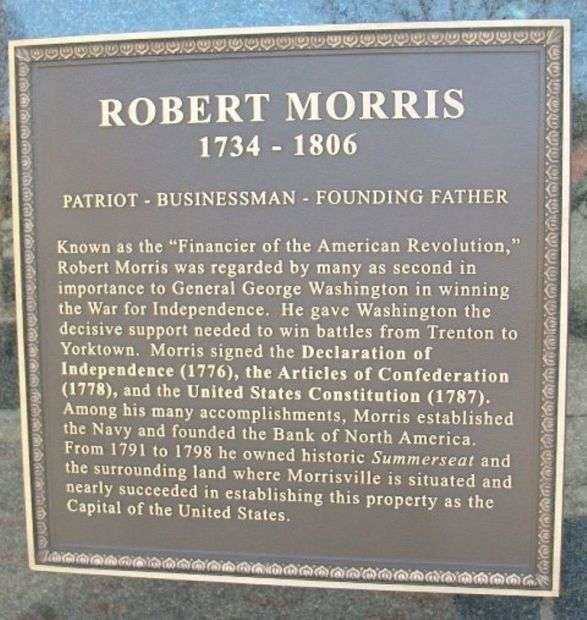 ROBERT MORRIS
1734 - 1806
PATRIOT - BUSINESSMAN - FOUNDING FATHER
Known as the “Financier of the American Revolution,”
Robert Morris was regarded by many as second in
importance to General George Washington in winning
the War for Independence. He gave Washington the
decisive support needed to win battles from Trenton to
Yorktown. Morris signed the Declaration of
Independence (1776), the Articles of Confederation
(1778), and the United States Constitution (1787).
Among his many accomplishments, Morris established
the Navy and founded the Bank of North America.
From 1791 to 1798 he owned historic Summerseat and
the surrounding land where Morrisville is situated and
nearly succeeded in establishing this property as the
Capital of the United States.